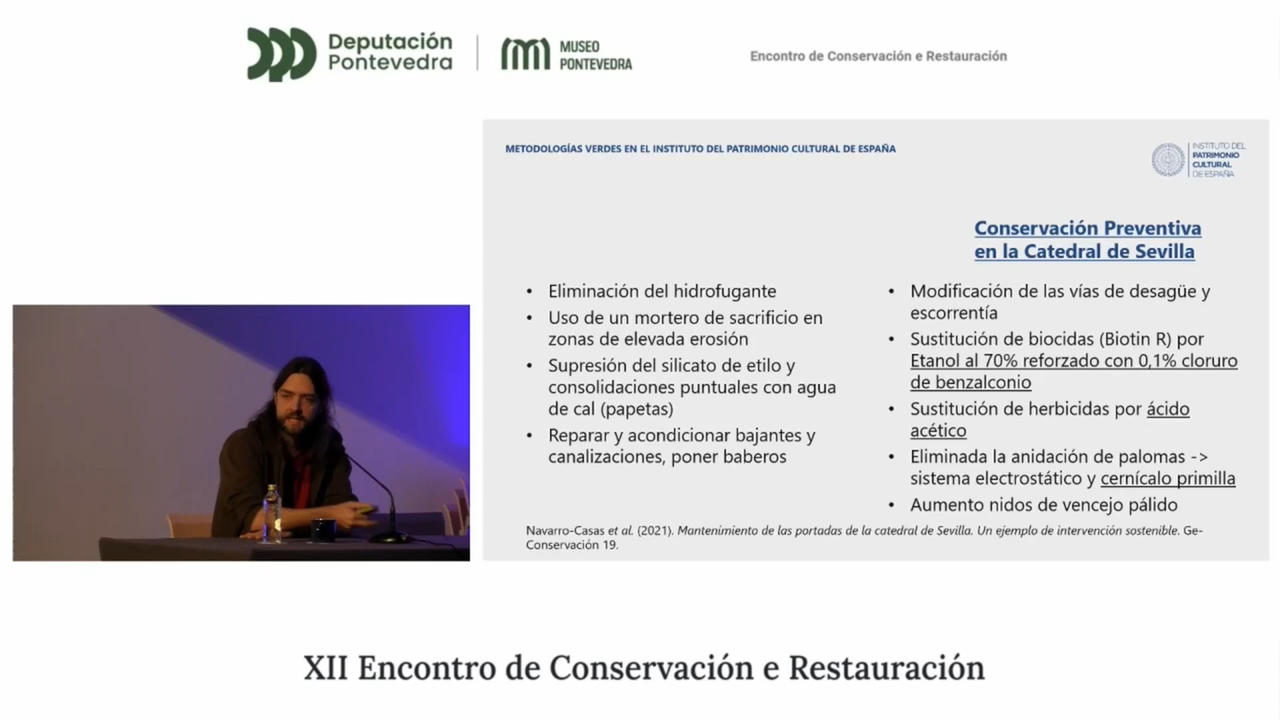 Deputación
Pontevedra
MUSEO
PONTEVEDRA
Encontro de Conservación e Restauración
METODOLOGÍAS VERDES EN EL INSTITUTO DEL PATRIMONIO CULTURAL DE ESPAÑA
INSTITUTO DEL
PATRIMONIO
CULTURAL
DE ESPAÑA
Conservación Preventiva
en la Catedral de Sevilla
• Eliminación del hidrofugante
• Uso de un mortero de sacrificio en
zonas de elevada erosión
• Supresión del silicato de etilo y
consolidaciones puntuales con agua
de cal (papetas)
• Reparar y acondicionar bajantes y
canalizaciones, poner baberos
• Modificación de las vías de desagüe y
escorrentía
• Sustitución de biocidas (Biotin R) por
Etanol al 70% reforzado con 0,1% cloruro
de benzalconio
• Sustitución de herbicidas por ácido
acético
• Eliminada la anidación de palomas ->
sistema electrostático y cernícalo primilla
• Aumento nidos de vencejo pálido
Navarro-Casas et al. (2021). Mantenimiento de las portadas de la catedral de Sevilla. Un ejemplo de intervención sostenible. Ge-
Conservación 19.
XII Encontro de Conservación e Restauración